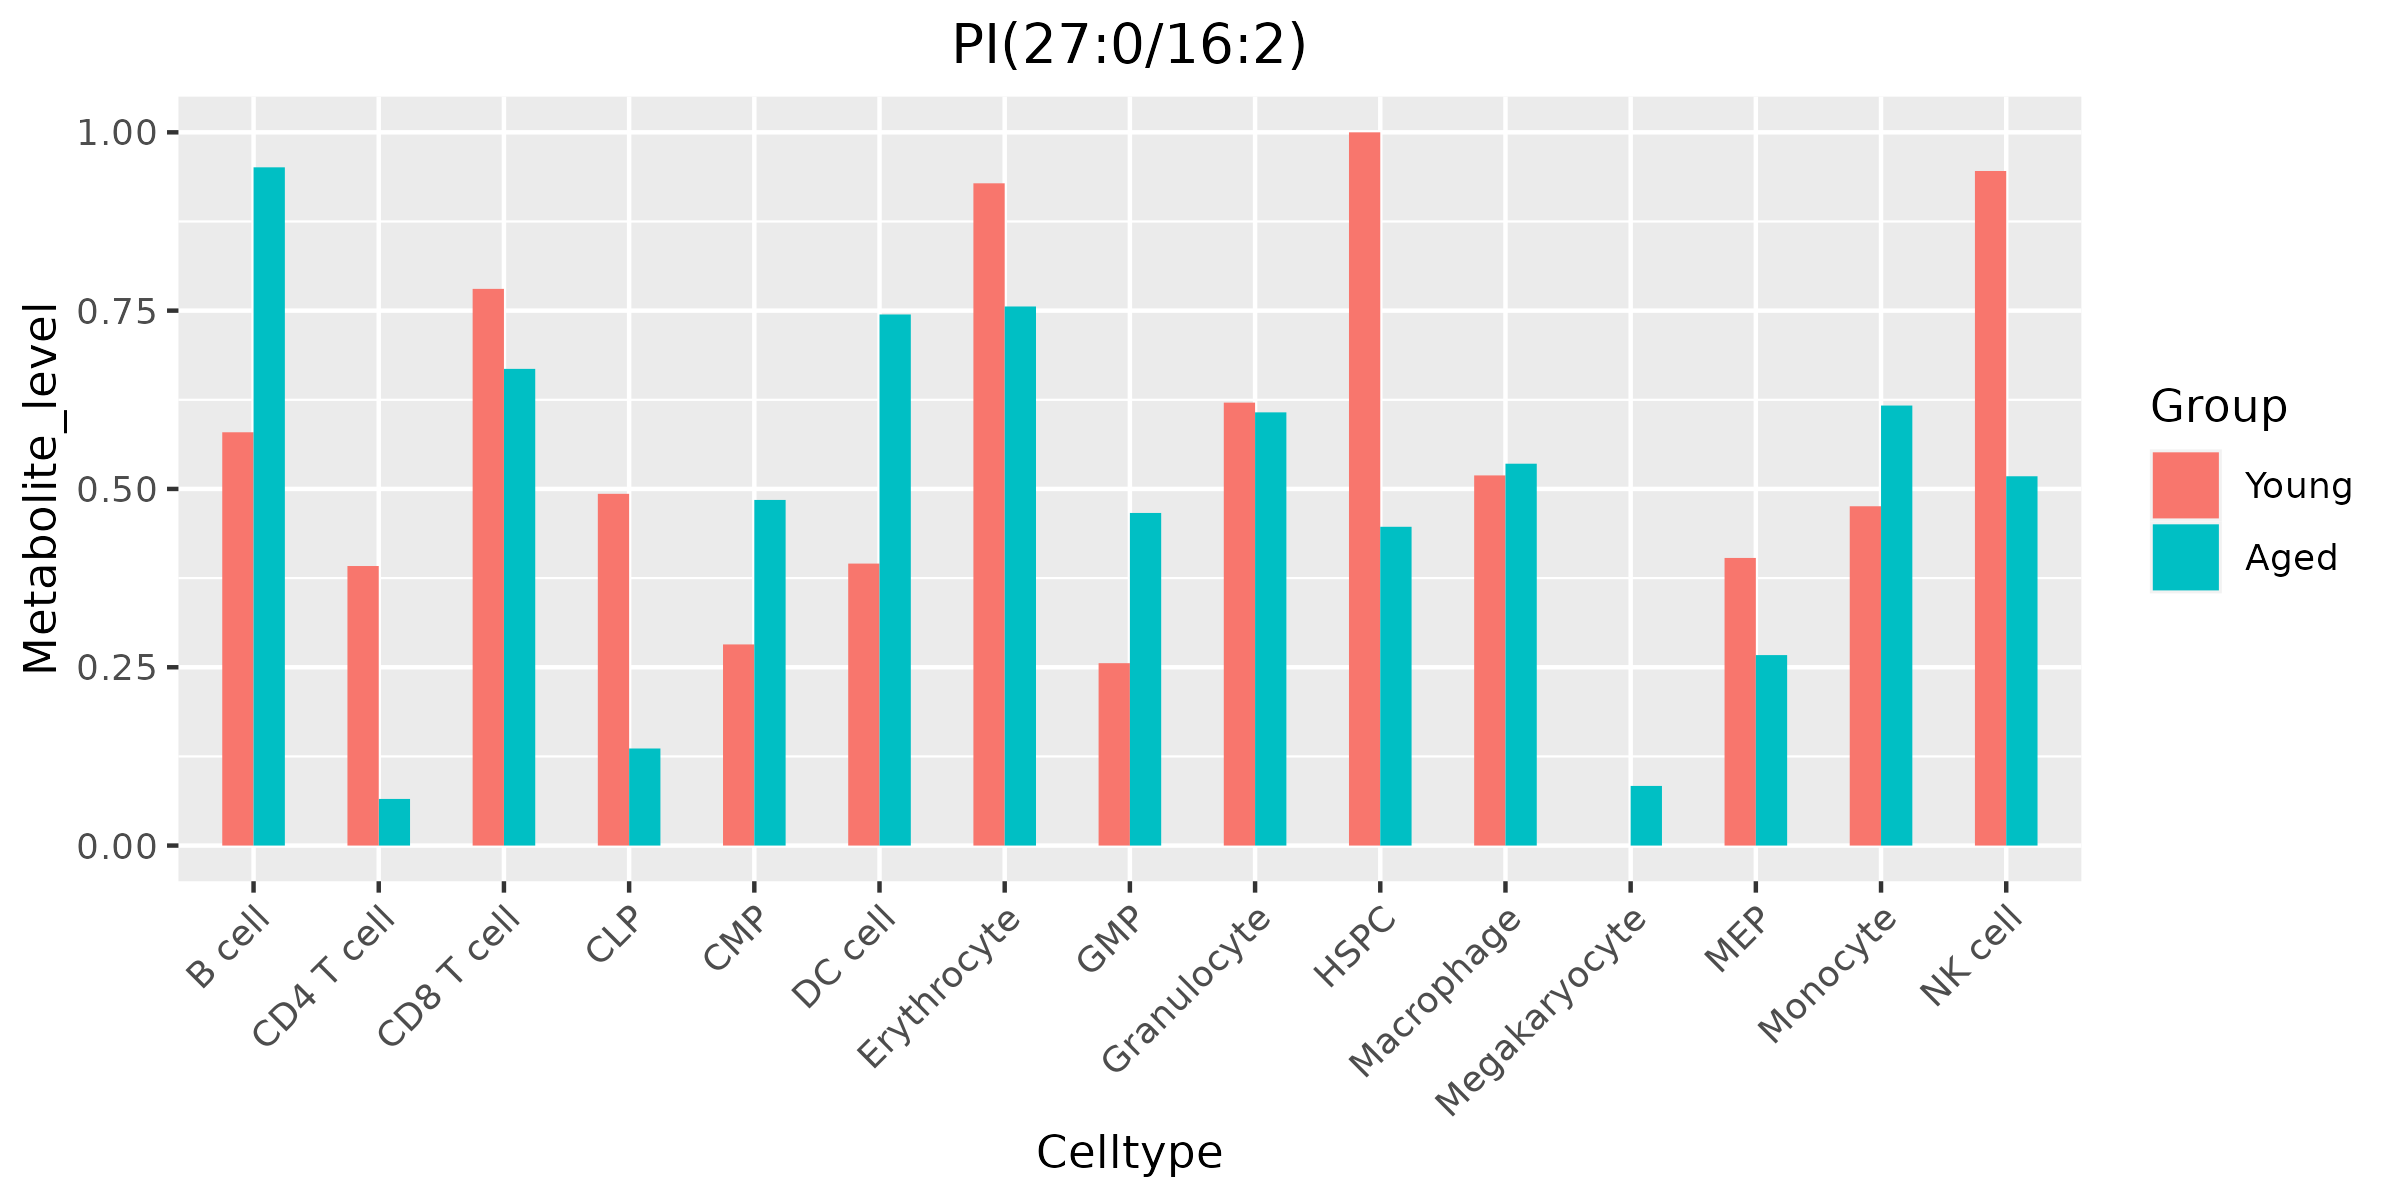 PI(27:0/16:2)
Metabolite_level
1.00
0.75
0.50
0.25
0.00
B cell
CD4 T cell
CD8 T cell
CLP
CMP
DC cell
Erythrocyte
GMP
Granulocyte
HSPC
Macrophage
Megakaryocyte
MEP
Monocyte
NK cell
Celltype
Group
Young
Aged